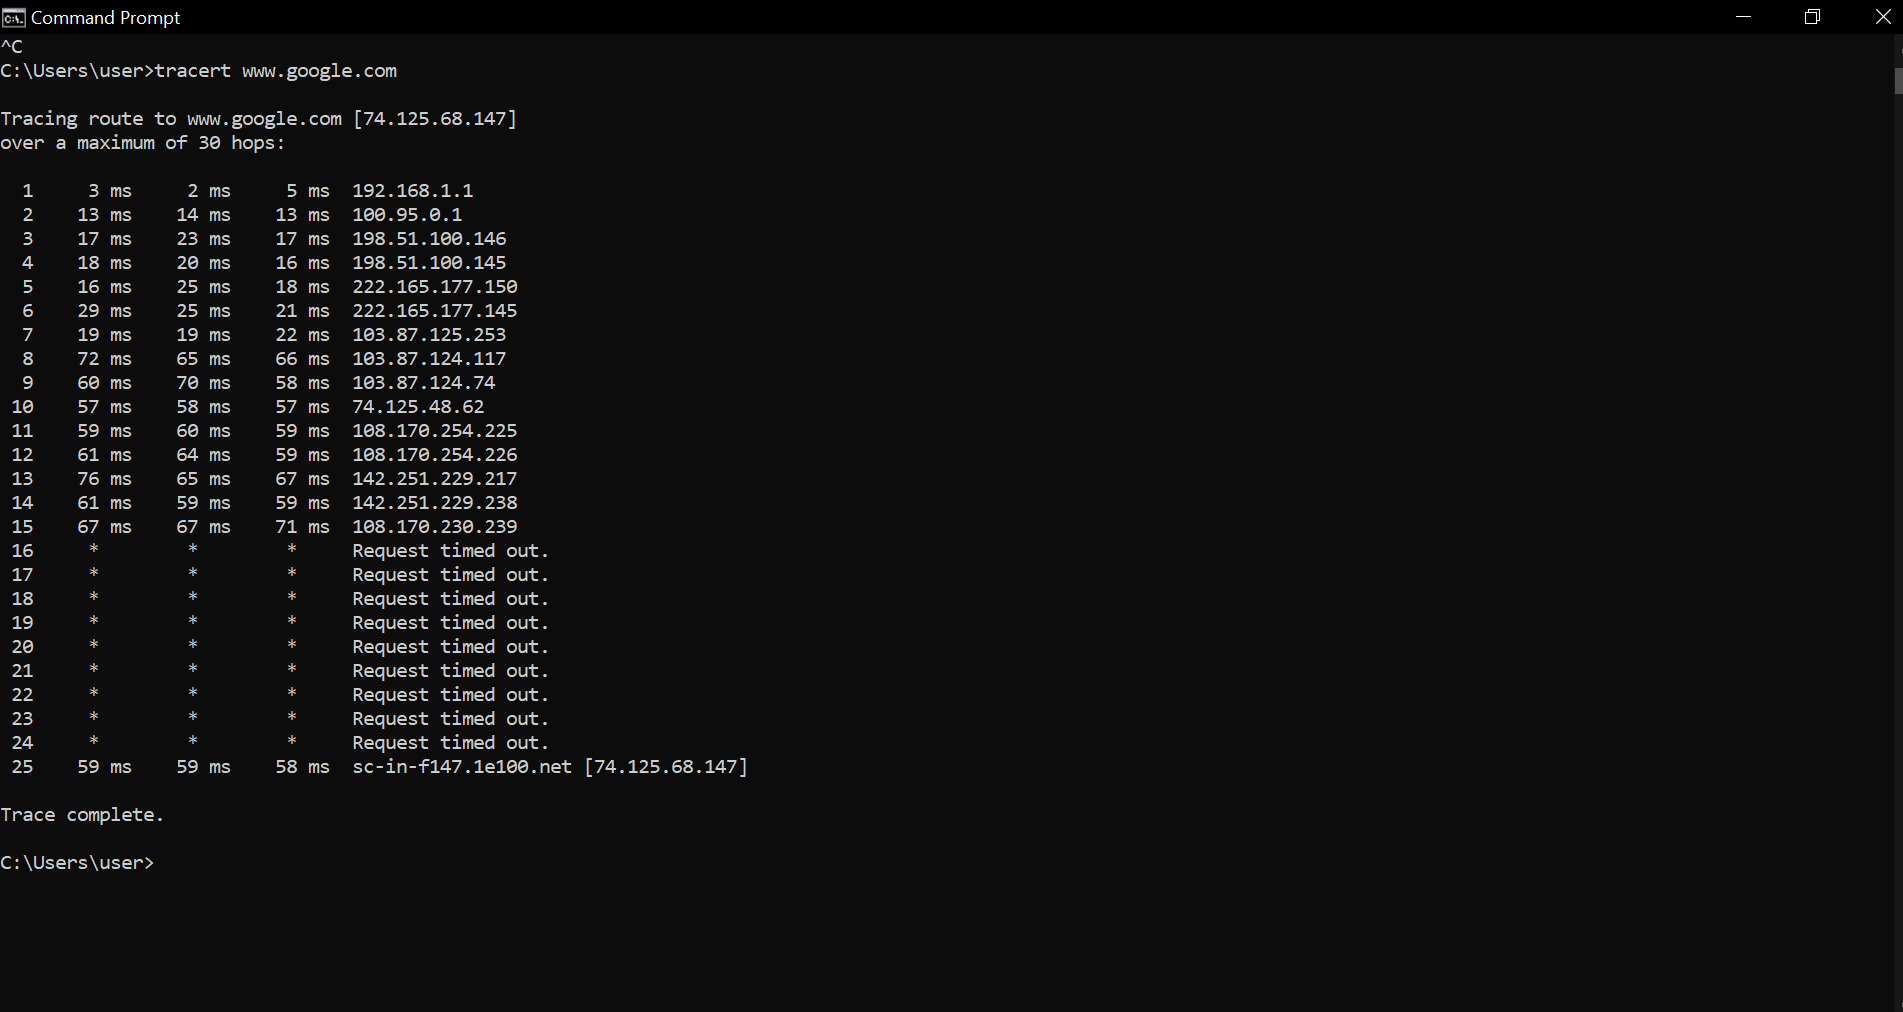 Command Prompt
^C
C:\Users\user>tracert www.google.com
Tracing route to www.google.com [74.125.68.147]
over a maximum of 30 hops:
1 3 ms 2 ms 5 ms 192.168.1.1
2 13 ms 14 ms 13 ms 100.95.0.1
3 17 ms 23 ms 17 ms 198.51.100.146
4 18 ms 20 ms 16 ms 198.51.100.145
5 16 ms 25 ms 18 ms 222.165.177.150
6 29 ms 25 ms 21 ms 222.165.177.145
7 19 ms 19 ms 22 ms 103.87.125.253
8 72 ms 65 ms 66 ms 103.87.124.117
9 60 ms 70 ms 58 ms 103.87.124.74
10 57 ms 58 ms 57 ms 74.125.48.62
11 59 ms 60 ms 59 ms 108.170.254.225
12 61 ms 64 ms 59 ms 108.170.254.226
13 76 ms 65 ms 67 ms 142.251.229.217
14 61 ms 59 ms 59 ms 142.251.229.238
15 67 ms 67 ms 71 ms 108.170.230.239
16 * * * Request timed out.
17 * * * Request timed out.
18 * * * Request timed out.
19 * * * Request timed out.
20 * * * Request timed out.
21 * * * Request timed out.
22 * * * Request timed out.
23 * * * Request timed out.
24 * * * Request timed out.
25 59 ms 59 ms 58 ms sc-in-f147.1e100.net [74.125.68.147]
Trace complete.
C:\Users\user>